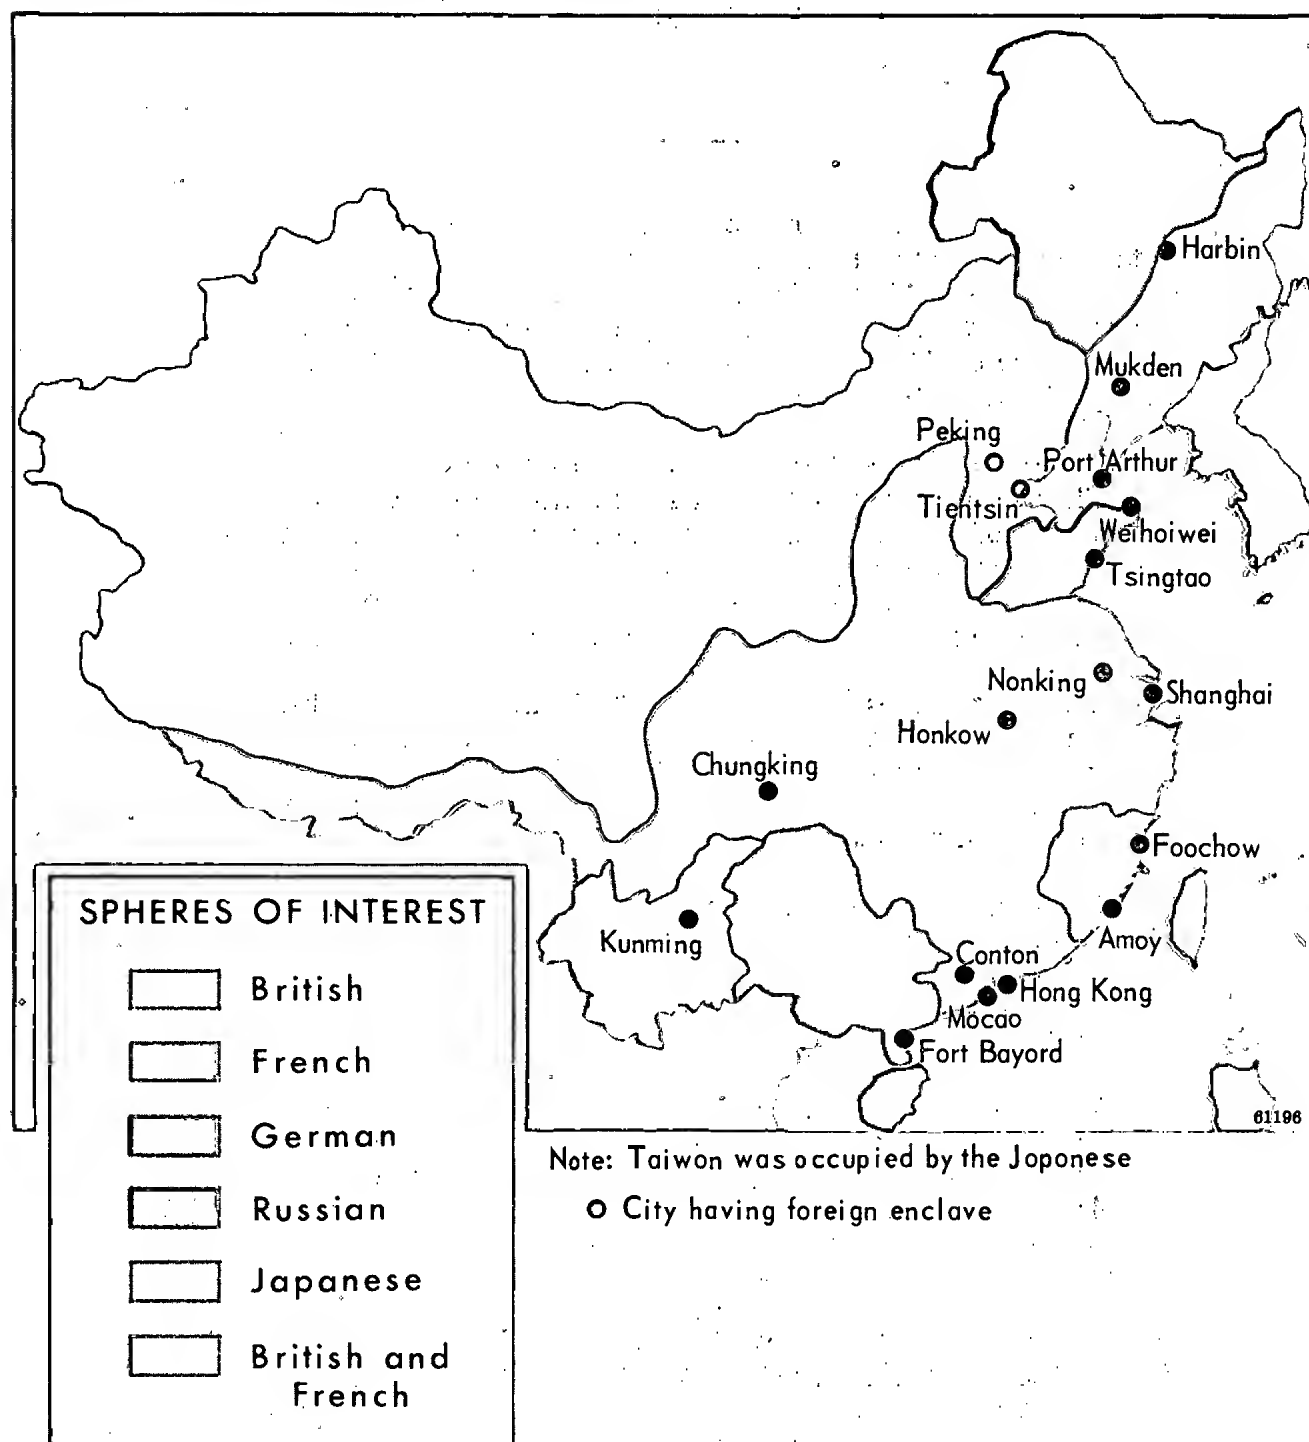 Harbin
Mukden
Peking
Port Arthur
Tientsin
Weihoiwei
Tsingtao
Nonking
Shanghai
Honkow
Chungking
Foochow
Kunming
Amoy
Conton
Hong Kong
Mocao
Fort Bayord
61196
SPHERES OF INTEREST
British
French
German
Russian
Japanese
British and
French
Note: Taiwon was occupied by the Joponese
City having foreign enclave